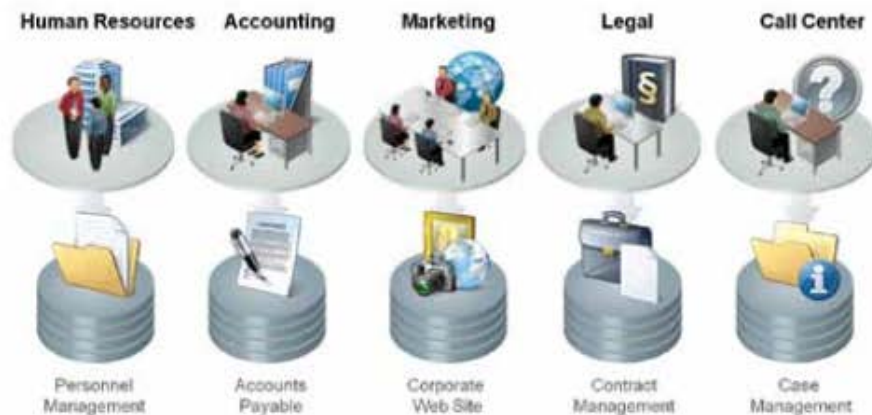 Human Resources
Accounting
Marketing
Legal
Call Center
§
?
i
Personnel
Management
Accounts
Payable
Corporate
Web Site
Contract
Management
Case
Management